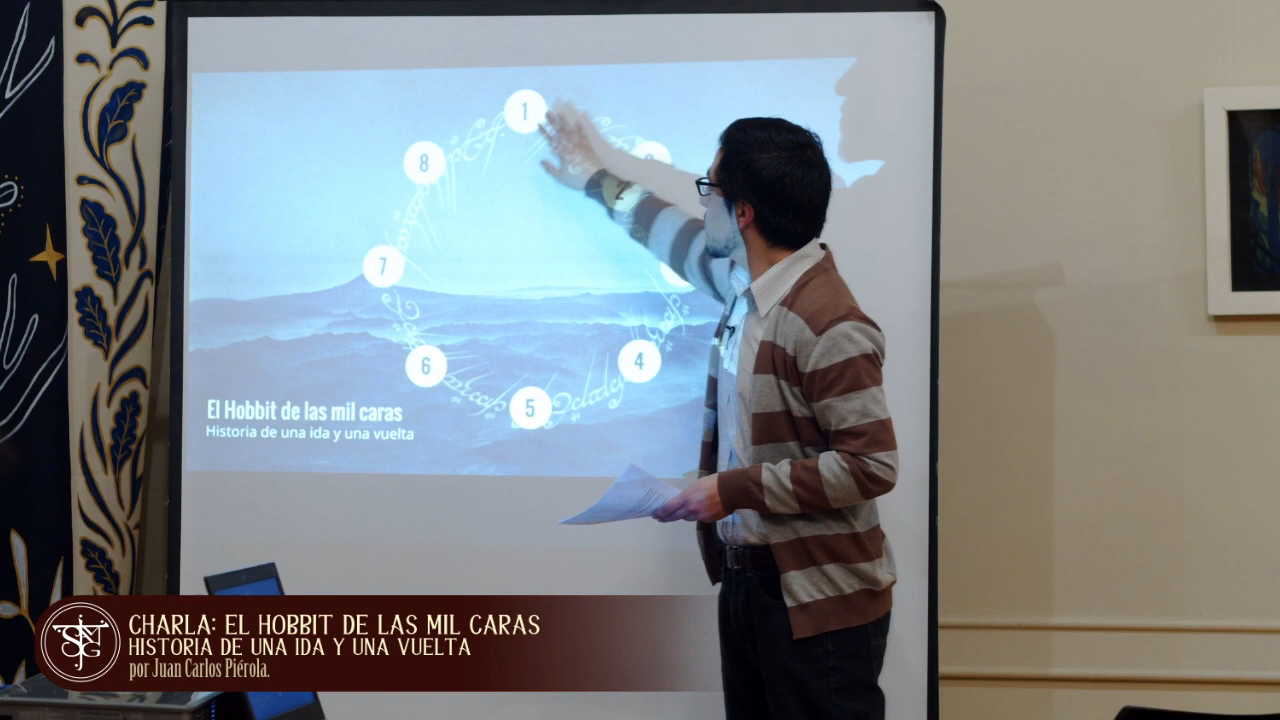 1
8
7
6
5
4
El Hobbit de las mil caras
Historia de una ida y una vuelta
CHARLA: EL HOBBIT DE LAS MIL CARAS
HISTORIA DE UNA IDA Y UNA VUELTA
por Juan Carlos Piérola.